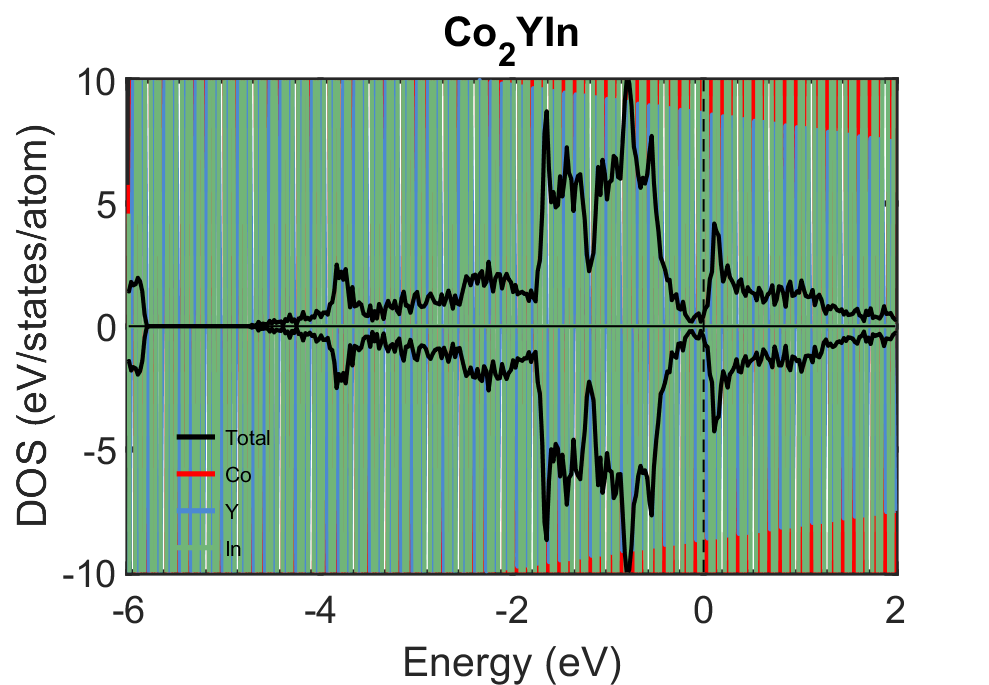 Co2YIn
DOS (eV/states/atom)
10
5
0
-5
-10
Total
Co
Y
In
-6
-4
-2
0
2
Energy (eV)